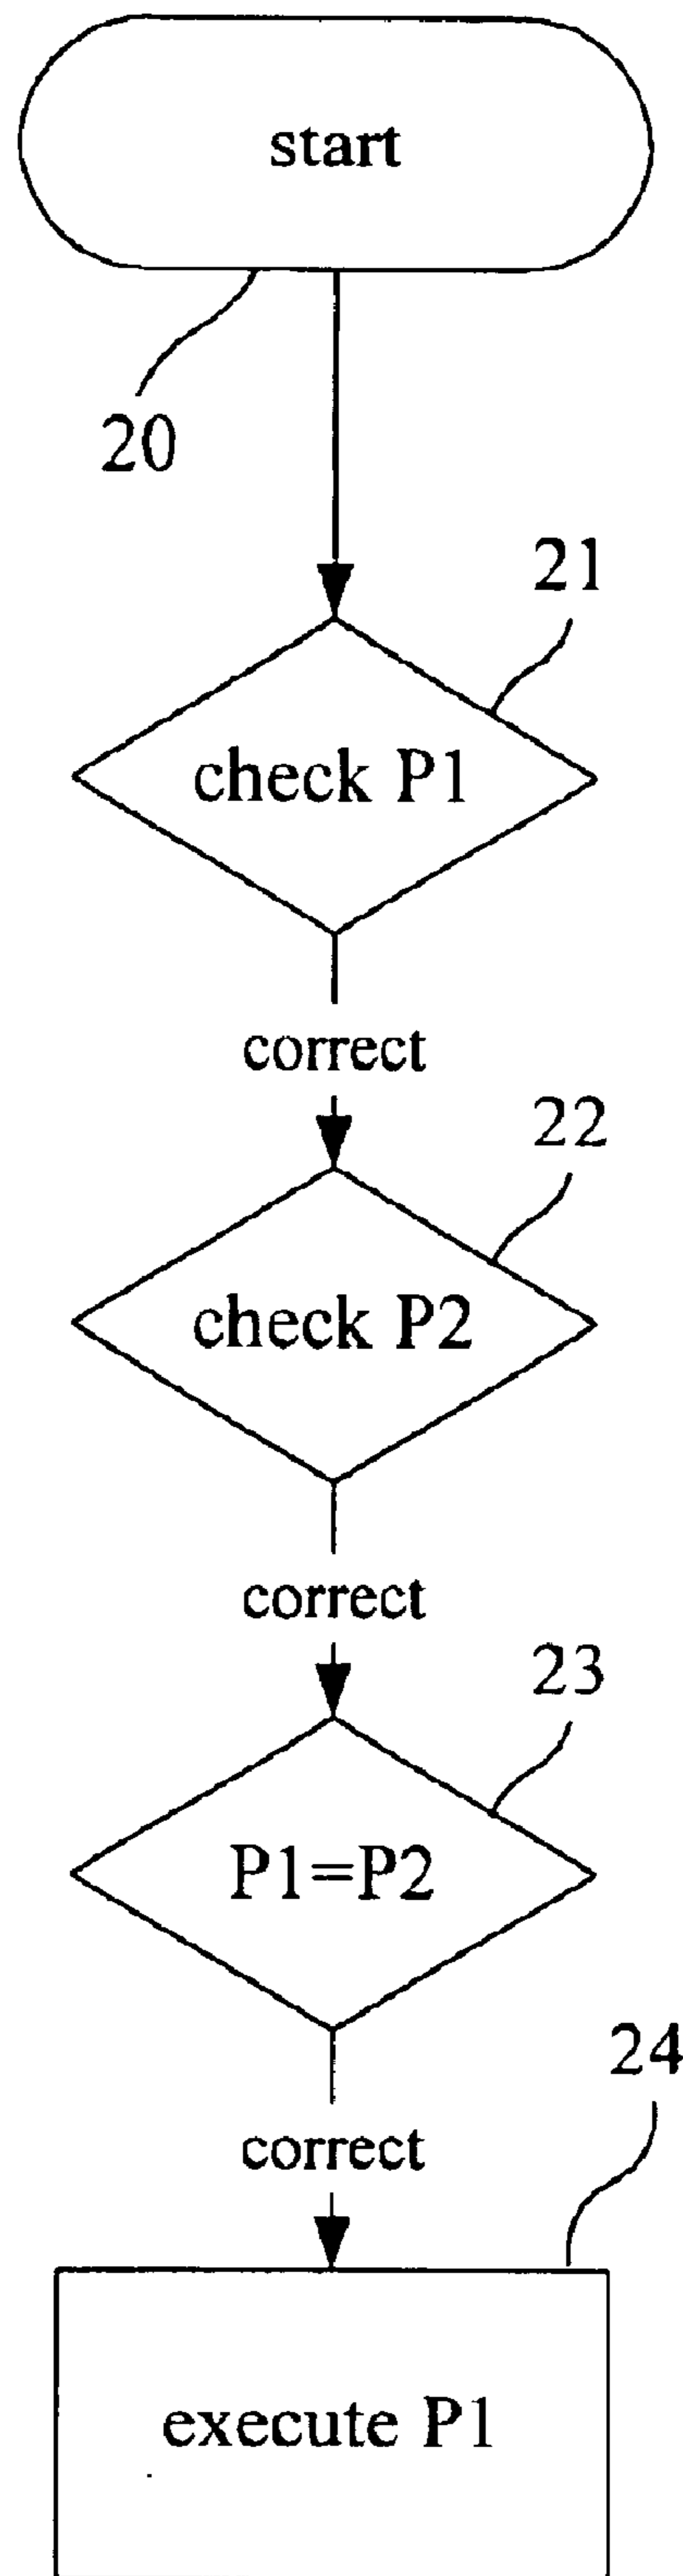 start
20
21
check P1
correct
22
check P2
correct
23
P1=P2
24
correct
execute P1